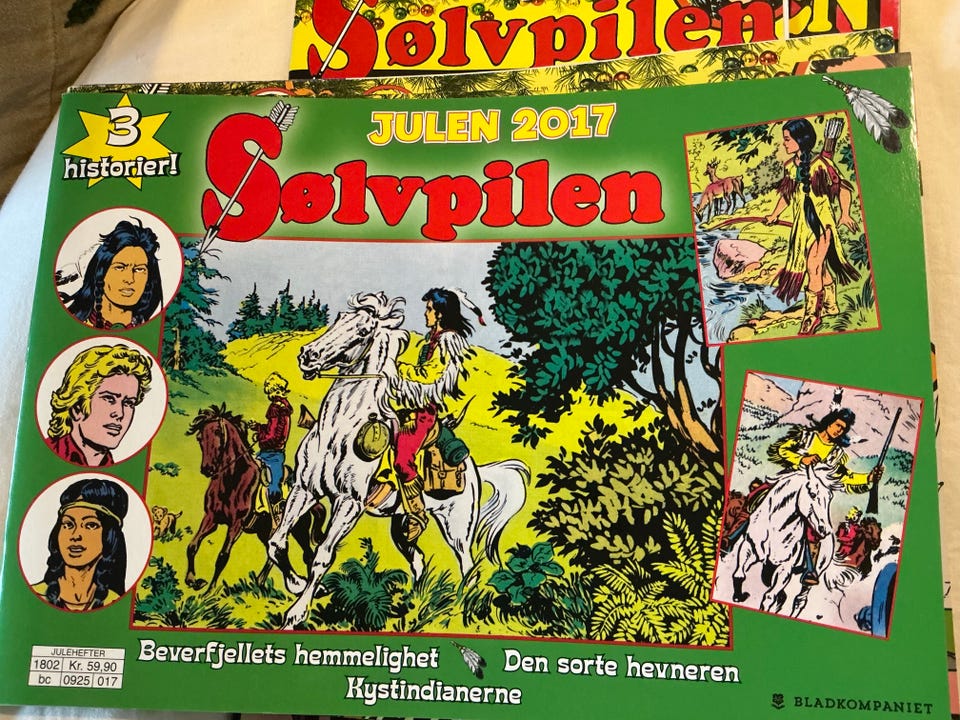 Sølvpilen
N
JULEN 2017
3
historier!
Sølvpilen
Beverfjellets hemmelighet
Den sorte hevneren
Kystindianerne
JULEHEFTER
1802 Kr. 59,90
bc 0925 017
BLADKOMPANIET